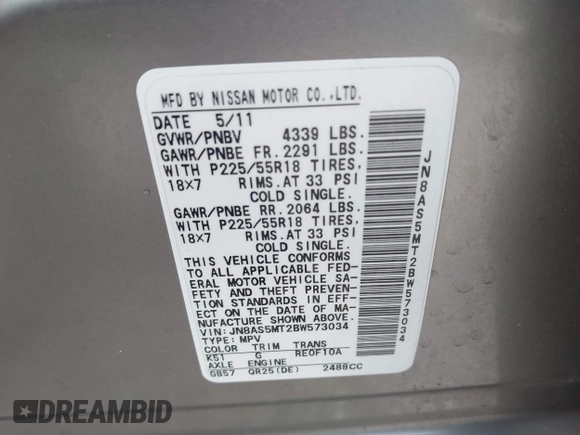 MFD BY NISSAN MOTOR CO.,LTD.
DATE 5/11
GVWR/PNBV 4339 LBS.
GAWR/PNBE FR. 2291 LBS.
WITH P225/55R18 TIRES.
18X7 RIMS.AT 33 PSI
COLD SINGLE.
GAWR/PNBE RR. 2064 LBS.
WITH P225/55R18 TIRES.
18X7 RIMS.AT 33 PSI
COLD SINGLE.
THIS VEHICLE CONFORMS
TO ALL APPLICABLE FED-
ERAL MOTOR VEHICLE SA-
FETY AND THEFT PREVEN-
TION STANDARDS IN EFF-
ECT ON THE DATE OF MA-
NUFACTURE SHOWN ABOVE.
VIN: JN8AS5MT2BW573034
TYPE: MPV
COLOR TRIM TRANS
K51 G RE0F10A
AXLE ENGINE
GB57 QR25(DE) 2488CC
JN8AS5MT2BW573034
DREAMBID